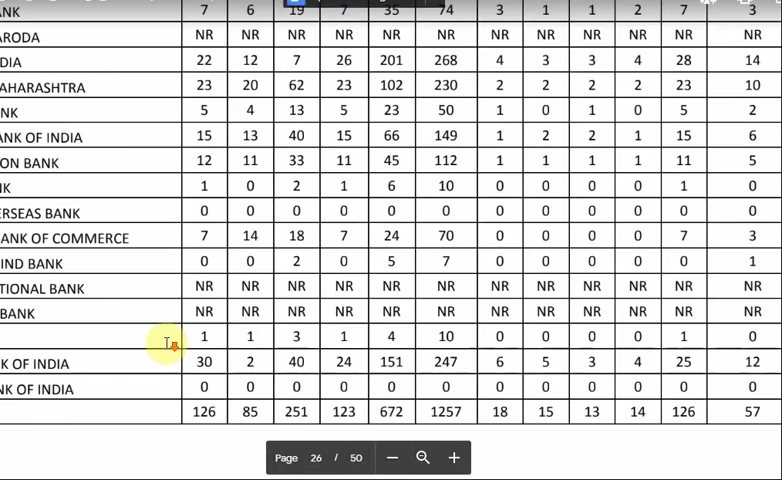 ANK 7 6 19 7 35 74 3 1 1 2 7 3
ARODA NR NR NR NR NR NR NR NR NR NR NR NR
DIA 22 12 7 26 201 268 4 3 3 4 28 14
AHARASHTRA 23 20 62 23 102 230 2 2 2 2 23 10
NK 5 4 13 5 23 50 1 0 1 0 5 2
ANK OF INDIA 15 13 40 15 66 149 1 2 2 1 15 6
ON BANK 12 11 33 11 45 112 1 1 1 1 11 5
K 1 0 2 1 6 10 0 0 0 0 1 0
ERSEAS BANK 0 0 0 0 0 0 0 0 0 0 0 0
ANK OF COMMERCE 7 14 18 7 24 70 0 0 0 0 7 3
IND BANK 0 0 2 0 5 7 0 0 0 0 0 1
TIONAL BANK NR NR NR NR NR NR NR NR NR NR NR NR
BANK NR NR NR NR NR NR 0 0 0 0 NR NR
1 1 3 1 4 10 0 0 0 0 1 0
K OF INDIA 30 2 40 24 151 247 6 5 3 4 25 12
NK OF INDIA 0 0 0 0 0 0 0 0 0 0 0 0
126 85 251 123 672 1257 18 15 13 14 126 57
Page 26 / 50